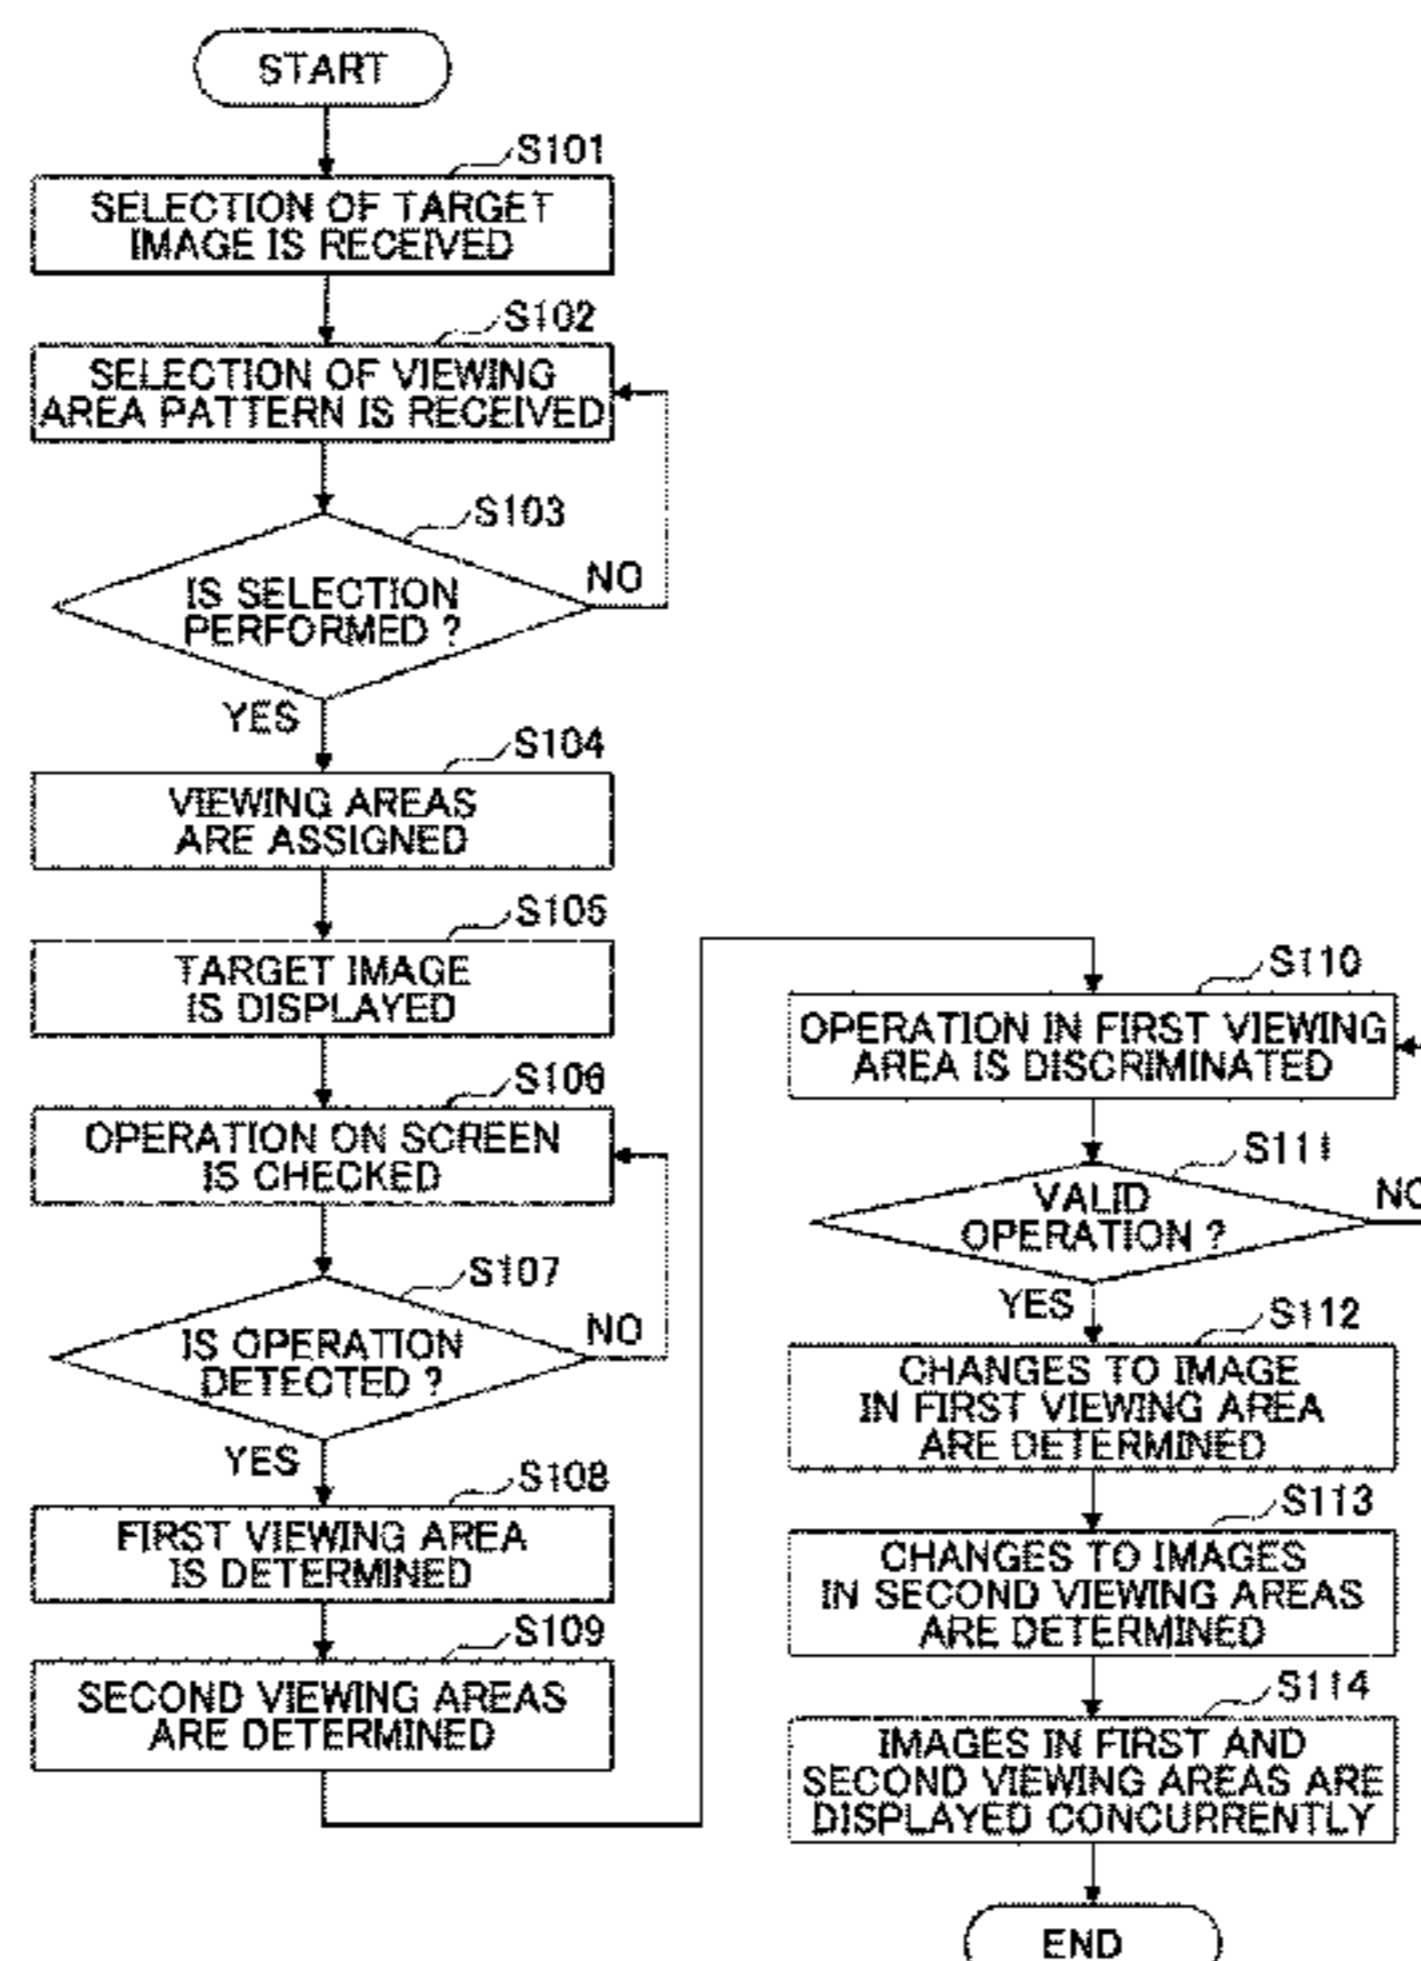 START
S101
SELECTION OF TARGET
IMAGE IS RECEIVED
S102
SELECTION OF VIEWING
AREA PATTERN IS RECEIVED
S103
IS SELECTION
PERFORMED ?
NO
YES
S104
VIEWING AREAS
ARE ASSIGNED
S105
TARGET IMAGE
IS DISPLAYED
S106
OPERATION ON SCREEN
IS CHECKED
S107
IS OPERATION
DETECTED ?
NO
YES
S108
FIRST VIEWING AREA
IS DETERMINED
S109
SECOND VIEWING AREAS
ARE DETERMINED
S110
OPERATION IN FIRST VIEWING
AREA IS DISCRIMINATED
S111
VALID
OPERATION ?
NO
YES
S112
CHANGES TO IMAGE
IN FIRST VIEWING AREA
ARE DETERMINED
S113
CHANGES TO IMAGES
IN SECOND VIEWING AREAS
ARE DETERMINED
S114
IMAGES IN FIRST AND
SECOND VIEWING AREAS ARE
DISPLAYED CONCURRENTLY
END